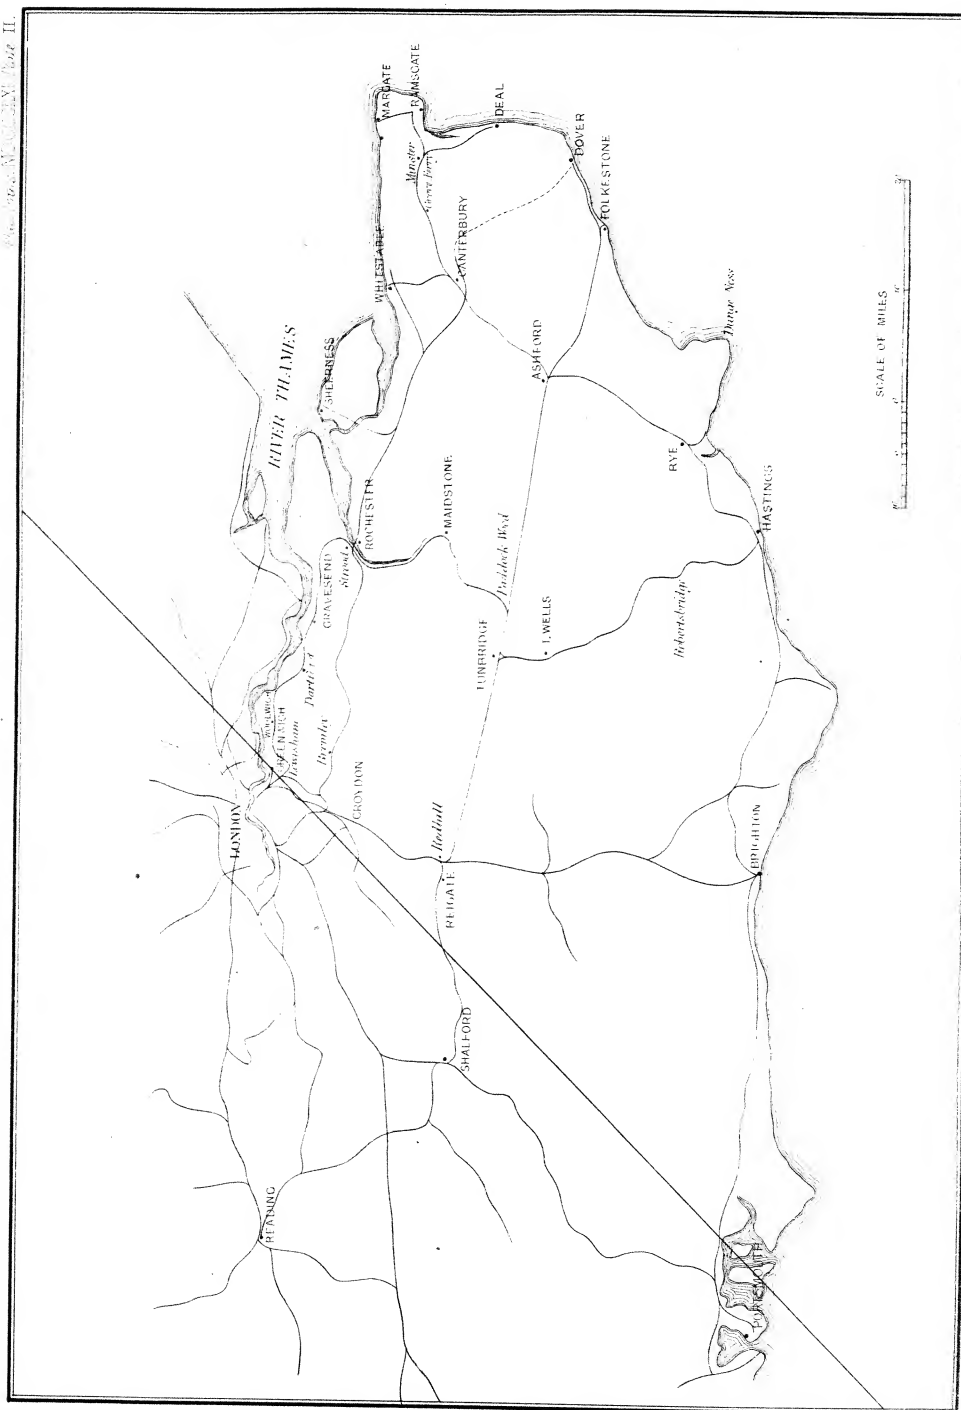 RIVER THAMES
LONDON
WOOLWICH
Lewisham
GRAVESEND
Strood
ROCHESTER
SHEERNESS
WHITSTABLE
MARGATE
RAMSGATE
Minster
DEAL
CANTERBURY
DOVER
FOLKESTONE
ASHFORD
MAIDSTONE
Paddock Wood
TUNBRIDGE
T. WELLS
Robertsbridge
RYE
Dunge Ness
HASTINGS
Bromley
CROYDON
Redhill
REIGATE
SHALFORD
READING
BRIGHTON
PORTSMOUTH
SCALE OF MILES